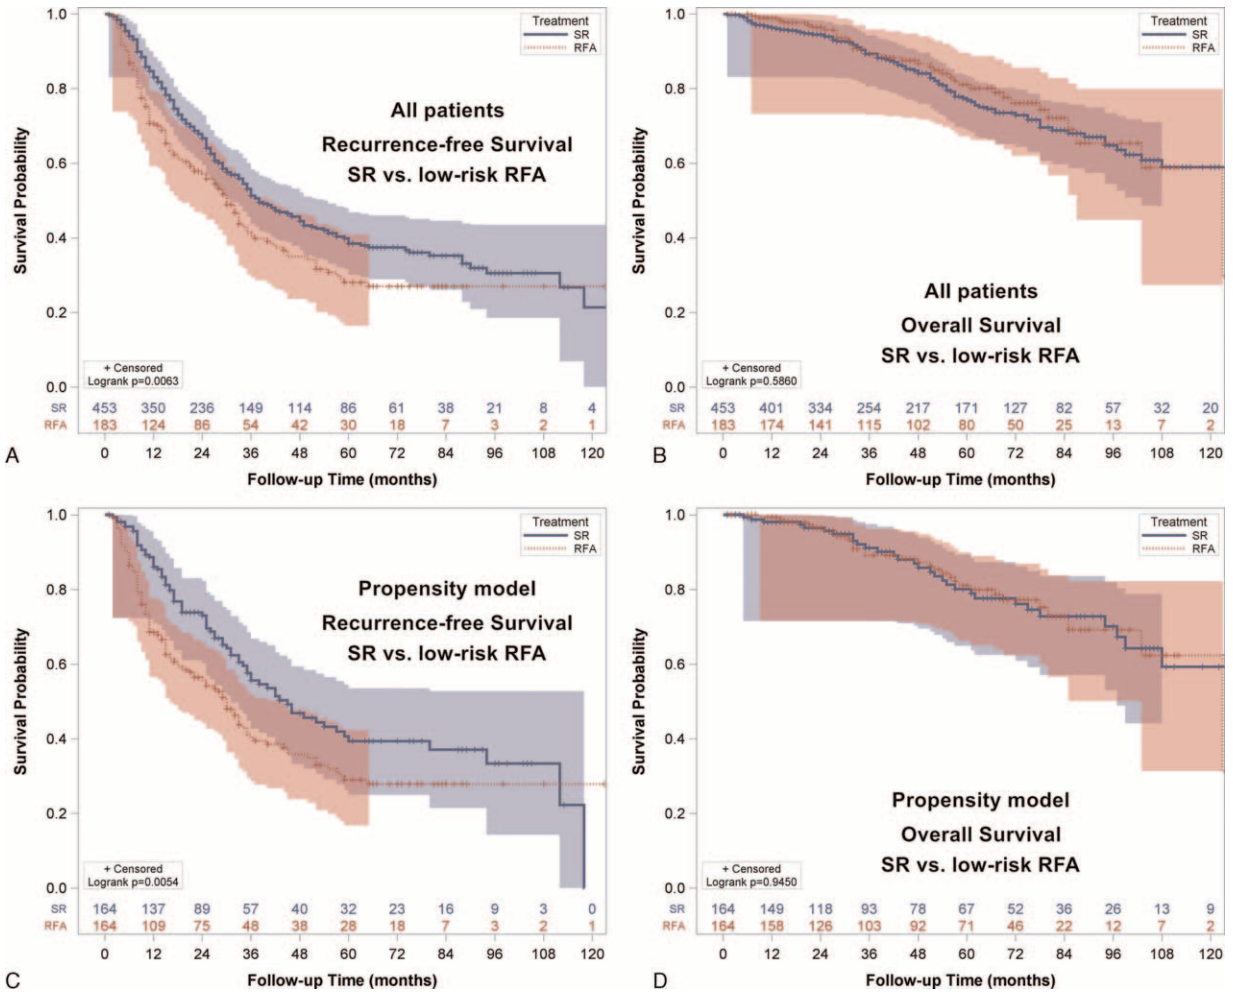 1.0
0.8
0.6
0.4
0.2
0.0
Survival Probability
Treatment
SR
RFA
All patients
Recurrence-free Survival
SR vs. low-risk RFA
+ Censored
Logrank p=0.0063
SR 453 350 236 149 114 86 61 38 21 8 4
RFA 183 124 86 54 42 30 18 7 3 2 1
0 12 24 36 48 60 72 84 96 108 120
A
Follow-up Time (months)
1.0
0.8
0.6
0.4
0.2
0.0
Survival Probability
Treatment
SR
RFA
All patients
Overall Survival
SR vs. low-risk RFA
+ Censored
Logrank p=0.5860
SR 453 401 334 254 217 171 127 82 57 32 20
RFA 183 174 141 115 102 80 50 25 13 7 2
0 12 24 36 48 60 72 84 96 108 120
B
Follow-up Time (months)
1.0
0.8
0.6
0.4
0.2
0.0
Survival Probability
Treatment
SR
RFA
Propensity model
Recurrence-free Survival
SR vs. low-risk RFA
+ Censored
Logrank p=0.0054
SR 164 137 89 57 40 32 23 16 9 3 0
RFA 164 109 75 48 38 28 18 7 3 2 1
0 12 24 36 48 60 72 84 96 108 120
C
Follow-up Time (months)
1.0
0.8
0.6
0.4
0.2
0.0
Survival Probability
Treatment
SR
RFA
Propensity model
Overall Survival
SR vs. low-risk RFA
+ Censored
Logrank p=0.9450
SR 164 149 118 93 78 67 52 36 26 13 9
RFA 164 158 126 103 92 71 46 22 12 7 2
0 12 24 36 48 60 72 84 96 108 120
D
Follow-up Time (months)